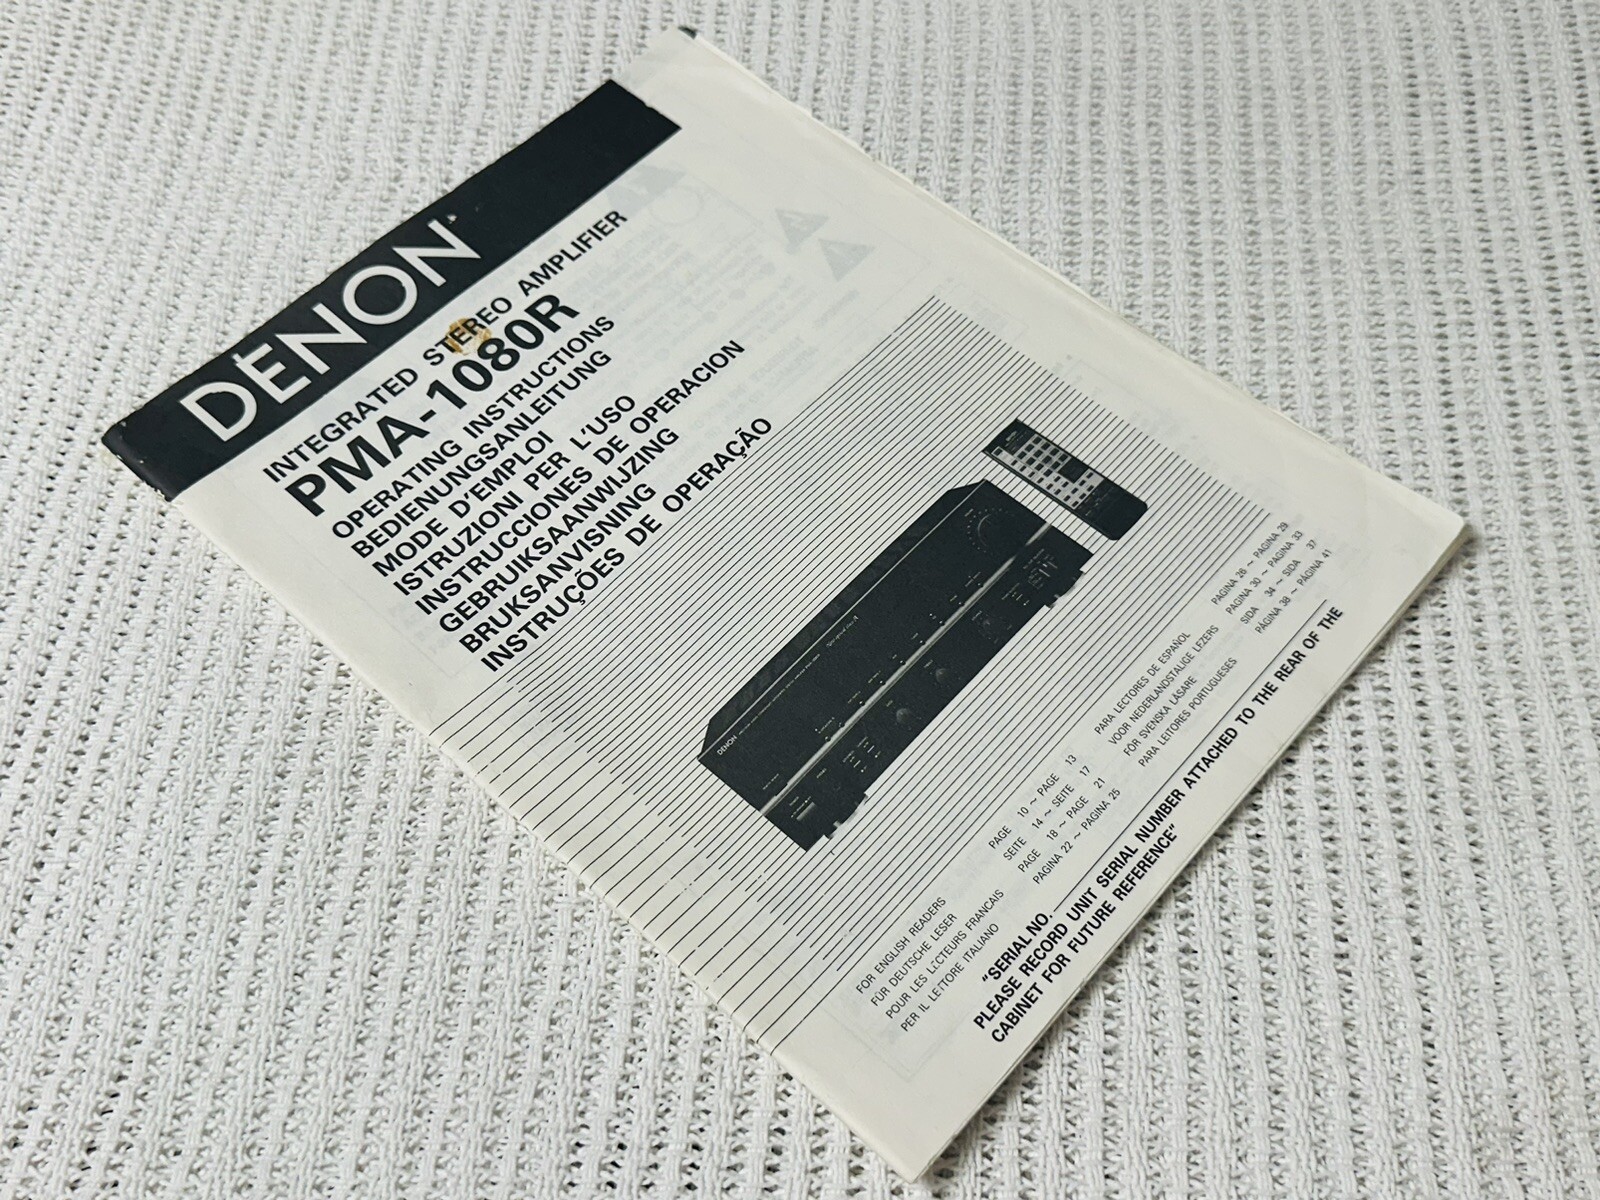 DENON
INTEGRATED STEREO AMPLIFIER
PMA-1080R
OPERATING INSTRUCTIONS
BEDIENUNGSANLEITUNG
MODE D'EMPLOI
ISTRUZIONI PER L'USO
INSTRUCCIONES DE OPERACION
GEBRUIKSAANWIJZING
BRUKSANVISNING
INSTRUÇÕES DE OPERAÇÃO
DENON
FOR ENGLISH READERS PAGE 10 ~ PAGE 13
FÜR DEUTSCHE LESER SEITE 14 ~ SEITE 17
POUR LES LECTEURS FRANCAIS PAGE 18 ~ PAGE 21
PER IL LETTORE ITALIANO PAGINA 22 ~ PAGINA 25
PARA LECTORES DE ESPAÑOL PAGINA 26 ~ PAGINA 29
VOOR NEDERLANDSTALIGE LEZERS PAGINA 30 ~ PAGINA 33
FÖR SVENSKA LÄSARE SIDA 34 ~ SIDA 37
PARA LEITORES PORTUGUESES PÁGINA 38 ~ PÁGINA 41
"SERIAL NO.
PLEASE RECORD UNIT SERIAL NUMBER ATTACHED TO THE REAR OF THE
CABINET FOR FUTURE REFERENCE"